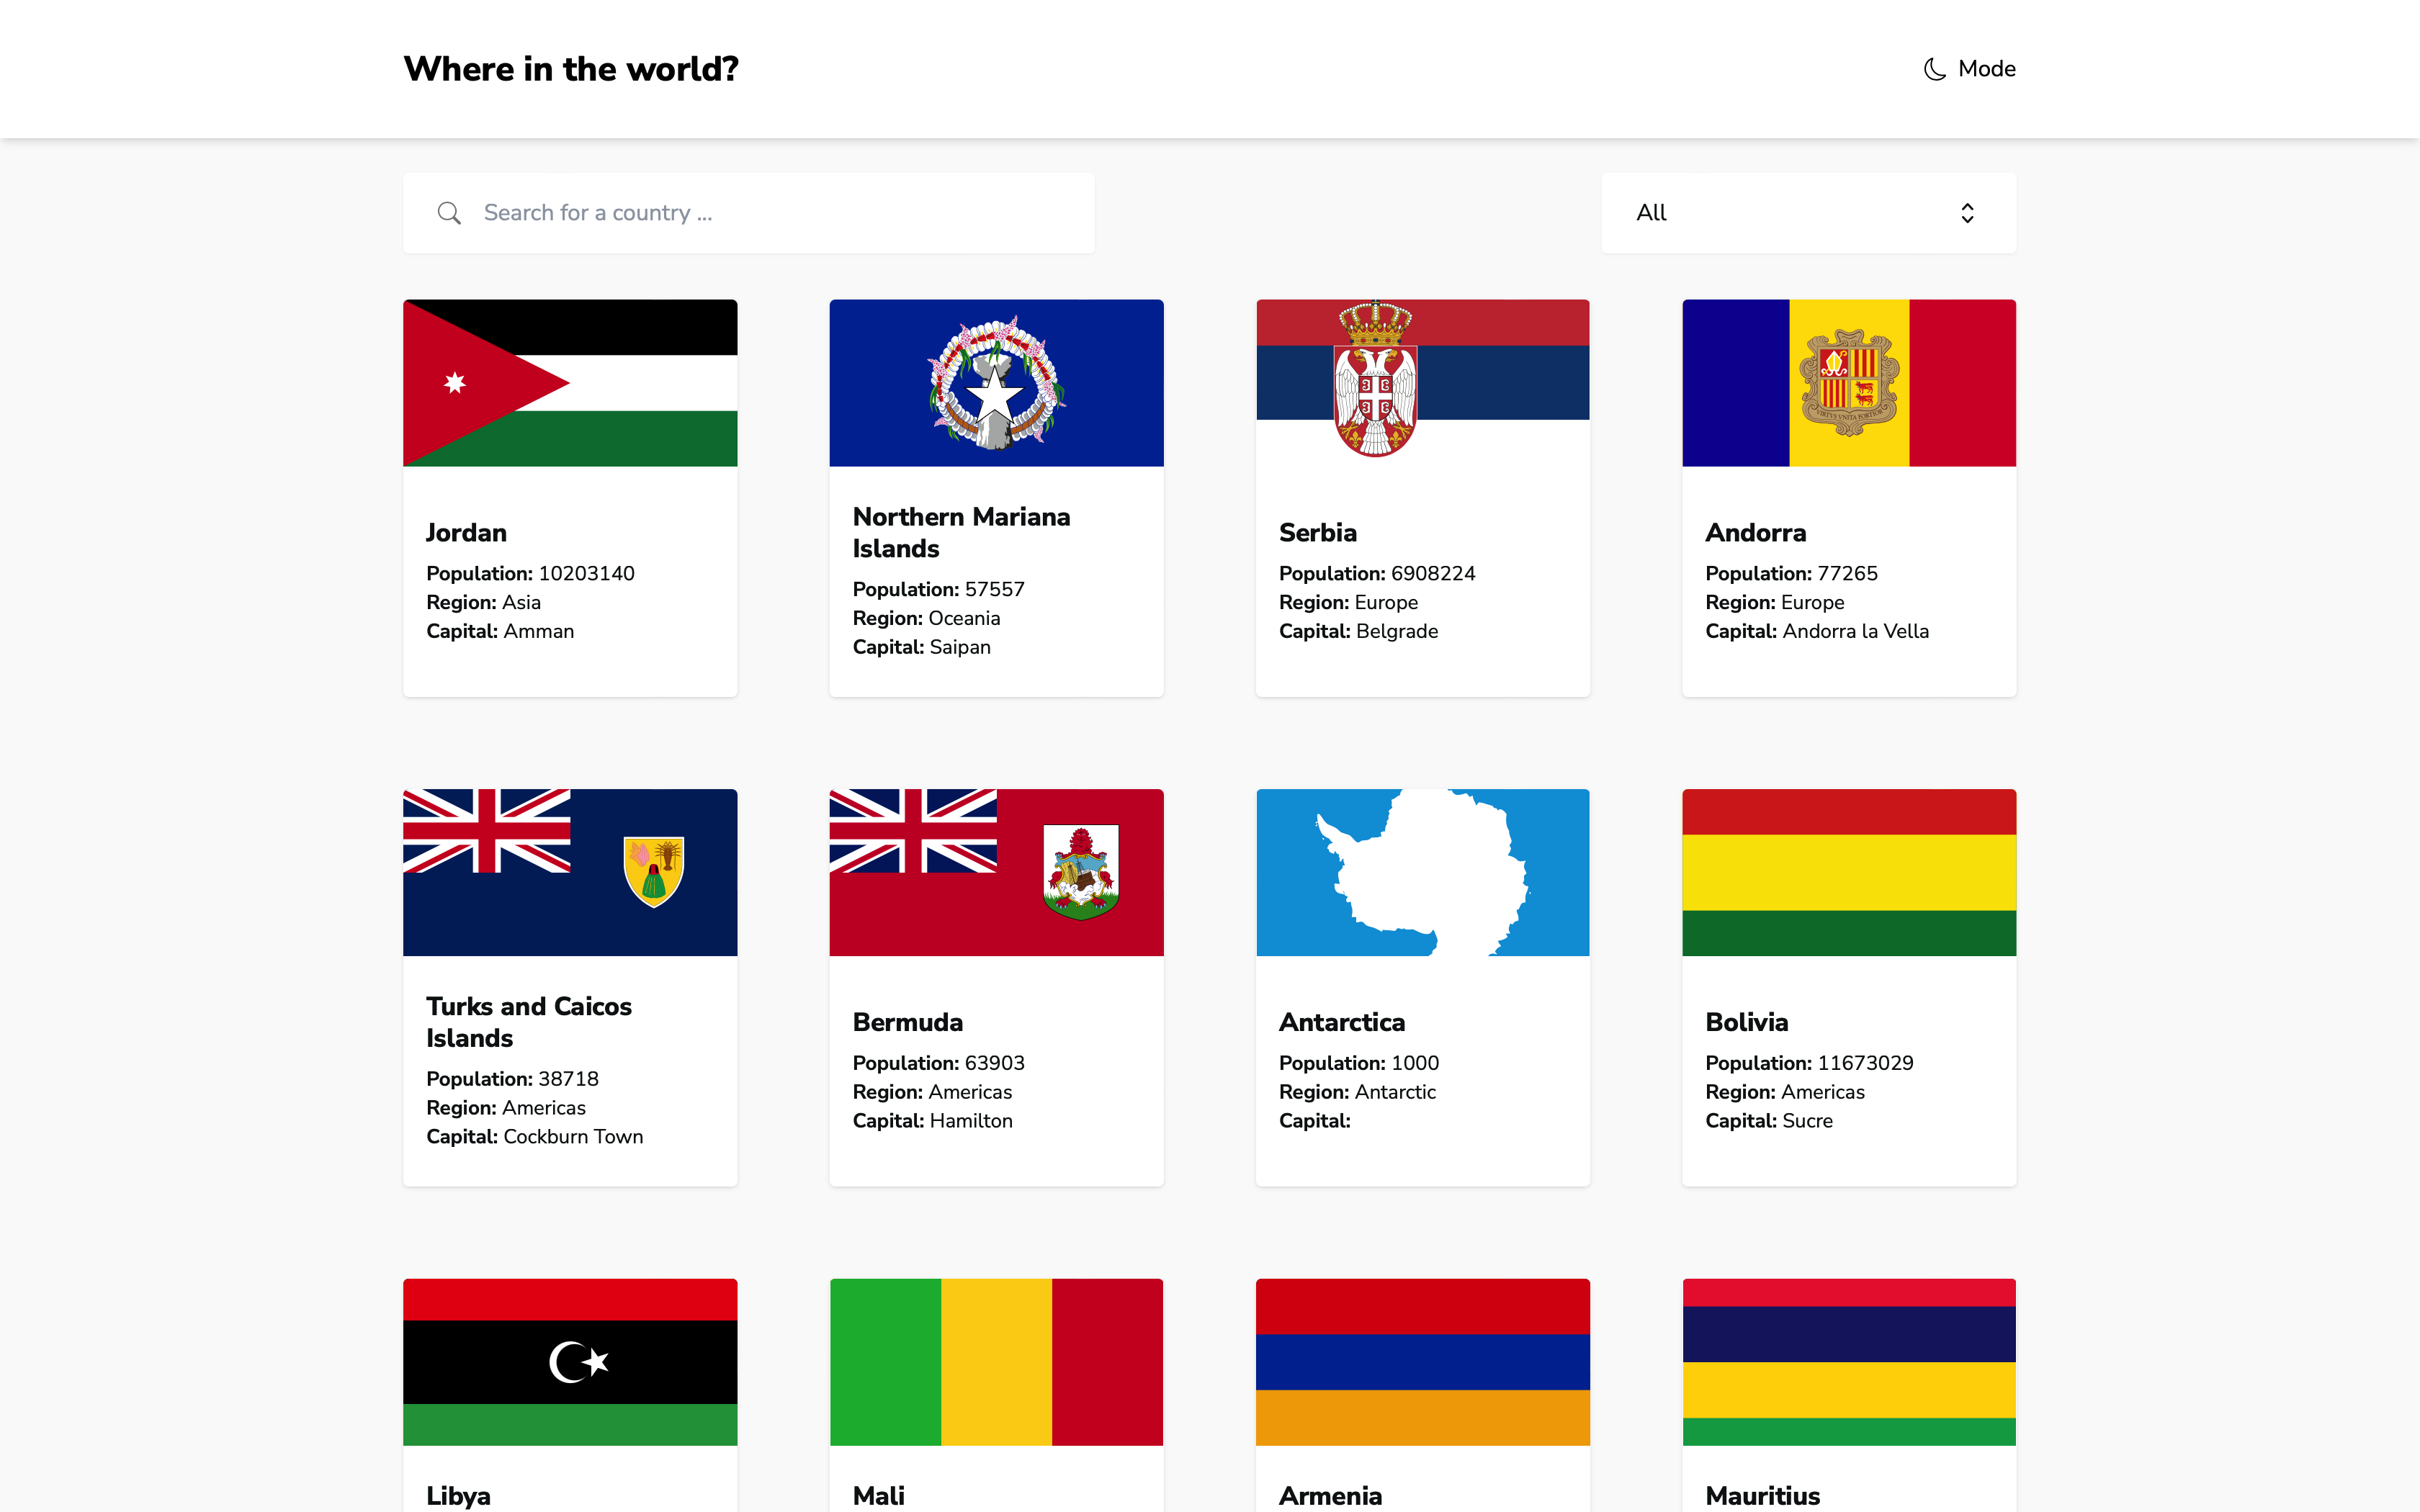 Where in the world?
Mode
Search for a country ...
All
Jordan
Population: 10203140
Region: Asia
Capital: Amman
Northern Mariana
Islands
Population: 57557
Region: Oceania
Capital: Saipan
Serbia
Population: 6908224
Region: Europe
Capital: Belgrade
Andorra
Population: 77265
Region: Europe
Capital: Andorra la Vella
Turks and Caicos
Islands
Population: 38718
Region: Americas
Capital: Cockburn Town
Bermuda
Population: 63903
Region: Americas
Capital: Hamilton
Antarctica
Population: 1000
Region: Antarctic
Capital:
Bolivia
Population: 11673029
Region: Americas
Capital: Sucre
Libya
Mali
Armenia
Mauritius